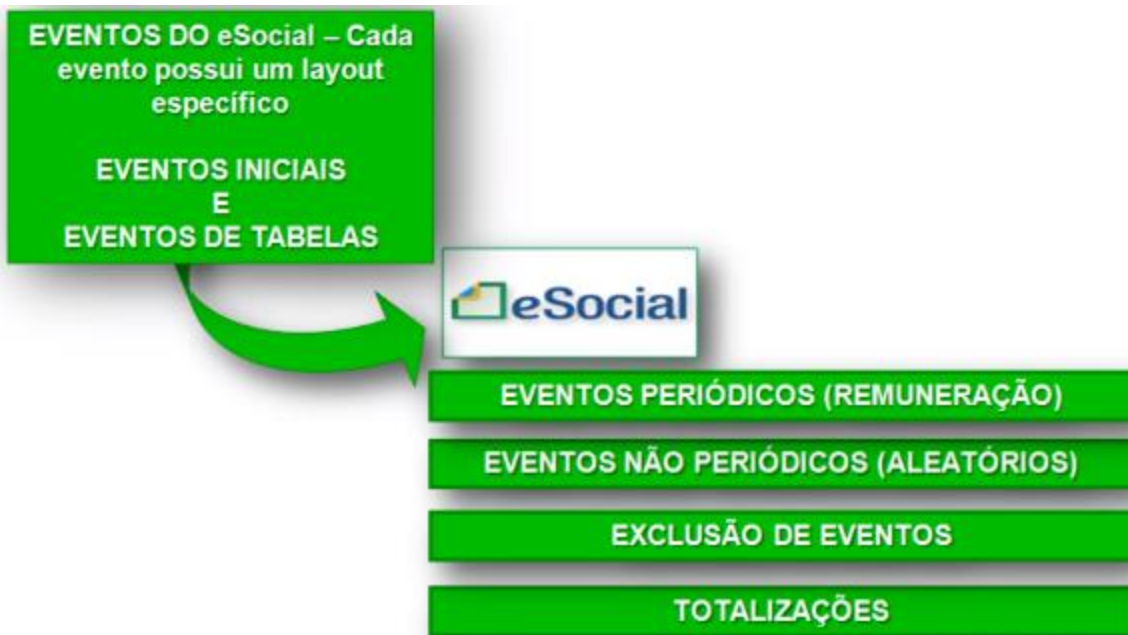 EVENTOS DO eSocial – Cada
evento possui um layout
específico
EVENTOS INICIAIS
E
EVENTOS DE TABELAS
eSocial
EVENTOS PERIÓDICOS (REMUNERAÇÃO)
EVENTOS NÃO PERIÓDICOS (ALEATÓRIOS)
EXCLUSÃO DE EVENTOS
TOTALIZAÇÕES